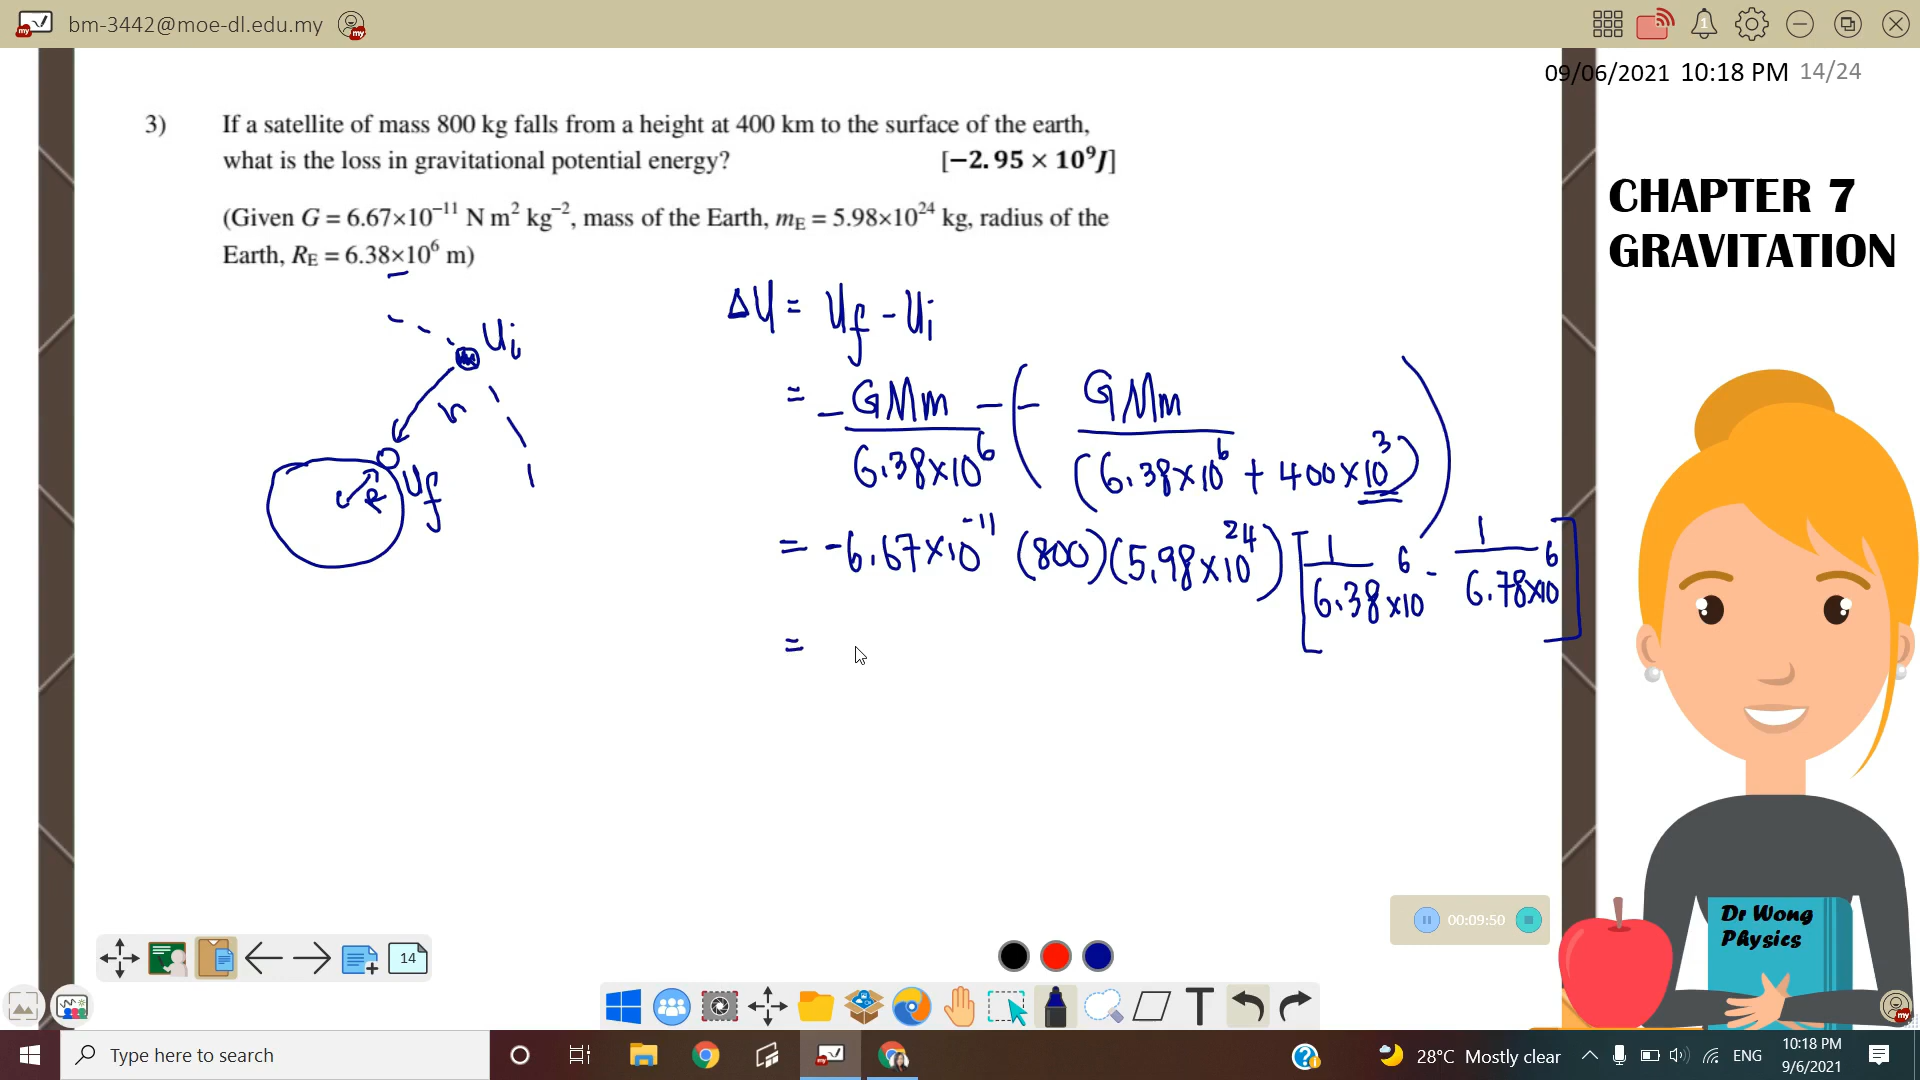 bm-3442@moe-dl.edu.my
09/06/2021 10:18 PM 14/24
3) If a satellite of mass 800 kg falls from a height at 400 km to the surface of the earth,
what is the loss in gravitational potential energy? [−2.95 × 10⁹J]
(Given G = 6.67×10⁻¹¹ N m² kg⁻², mass of the Earth, mE = 5.98×10²⁴ kg, radius of the
Earth, RE = 6.38×10⁶ m)
CHAPTER 7
GRAVITATION
Ui
r
Uf
R
ΔU = Uf - Ui
= - GMm / 6.38×10⁶ - (- GMm / (6.38×10⁶ + 400×10³))
= -6.67×10⁻¹¹ (800)(5.98×10²⁴) [1 / 6.38×10⁶ - 1 / 6.78×10⁶]
=
Dr Wong
Physics
00:09:50
14
T
Type here to search
28°C Mostly clear
ENG
10:18 PM
9/6/2021